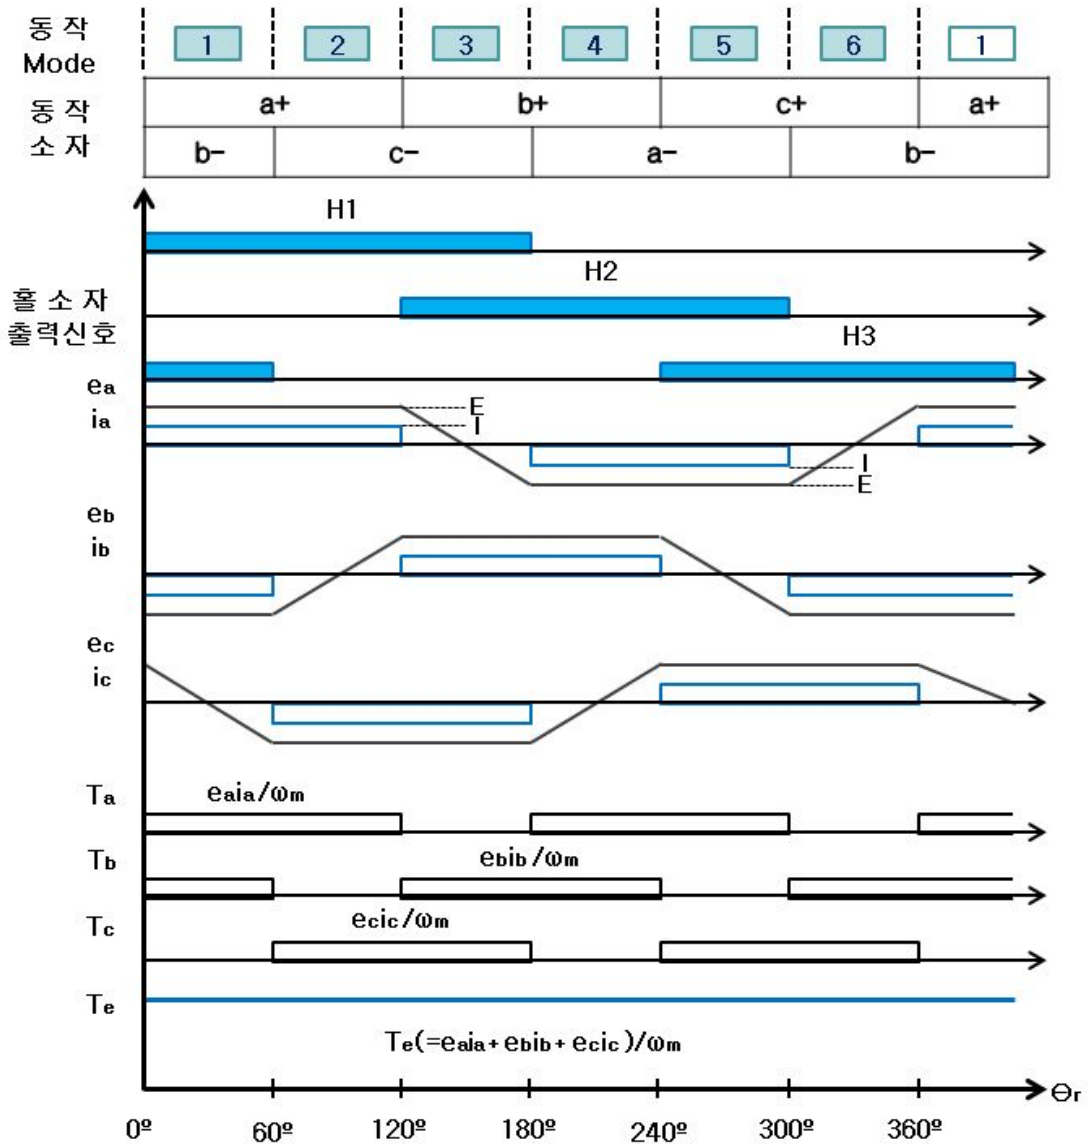 동 작
Mode
1 2 3 4 5 6 1
동 작
소 자
a+ b+ c+ a+
b- c- a- b-
H1
H2
홀 소 자
출력신호
H3
ea
ia
E
I
I
E
eb
ib
ec
ic
Ta
eaia/ωm
Tb
ebib/ωm
Tc
ecic/ωm
Te
Te(=eaia+ebib+ecic)/ωm
Θr
0º 60º 120º 180º 240º 300º 360º